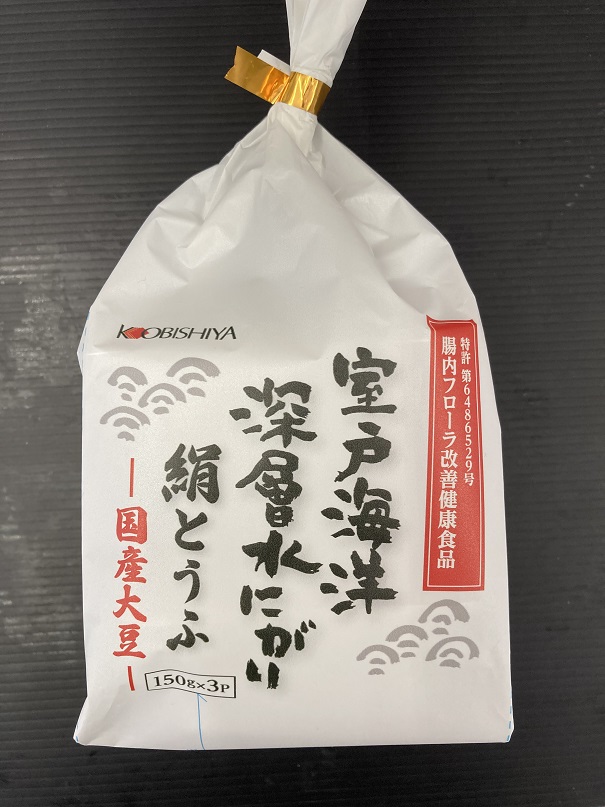 KOOBISHIYA
特許 第6486529号
腸内フローラ改善健康食品
室戸海洋
深層水にがり
絹とうふ
国産大豆
150g×3P